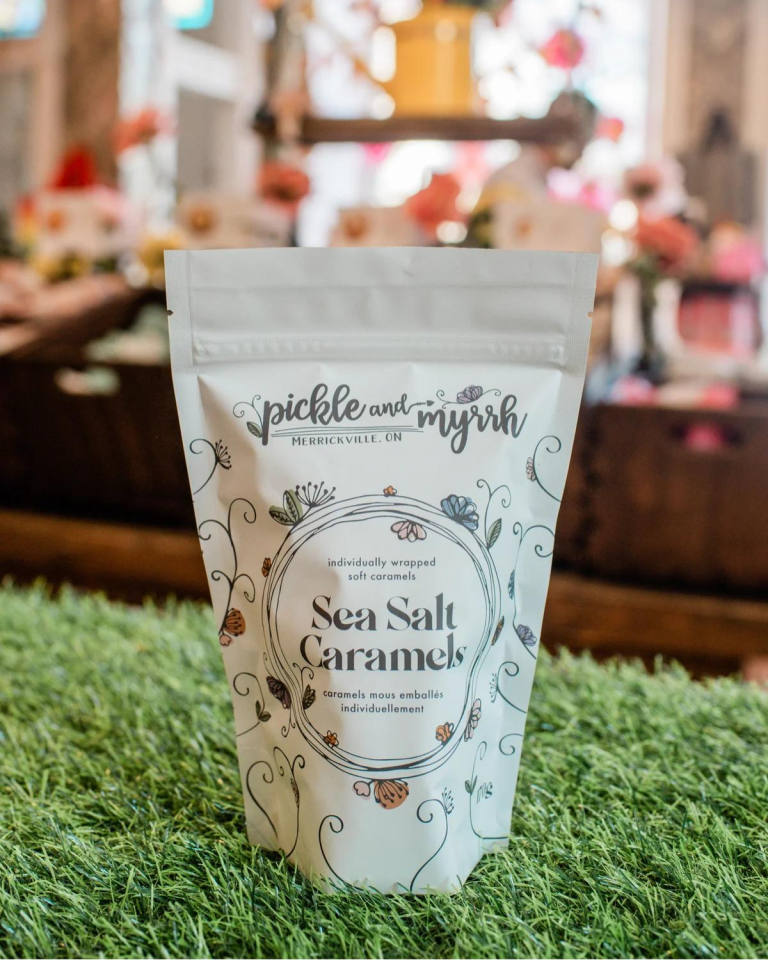 pickle and myrrh
MERRICKVILLE, ON
individually wrapped
soft caramels
Sea Salt
Caramels
caramels mous emballés
individuellement